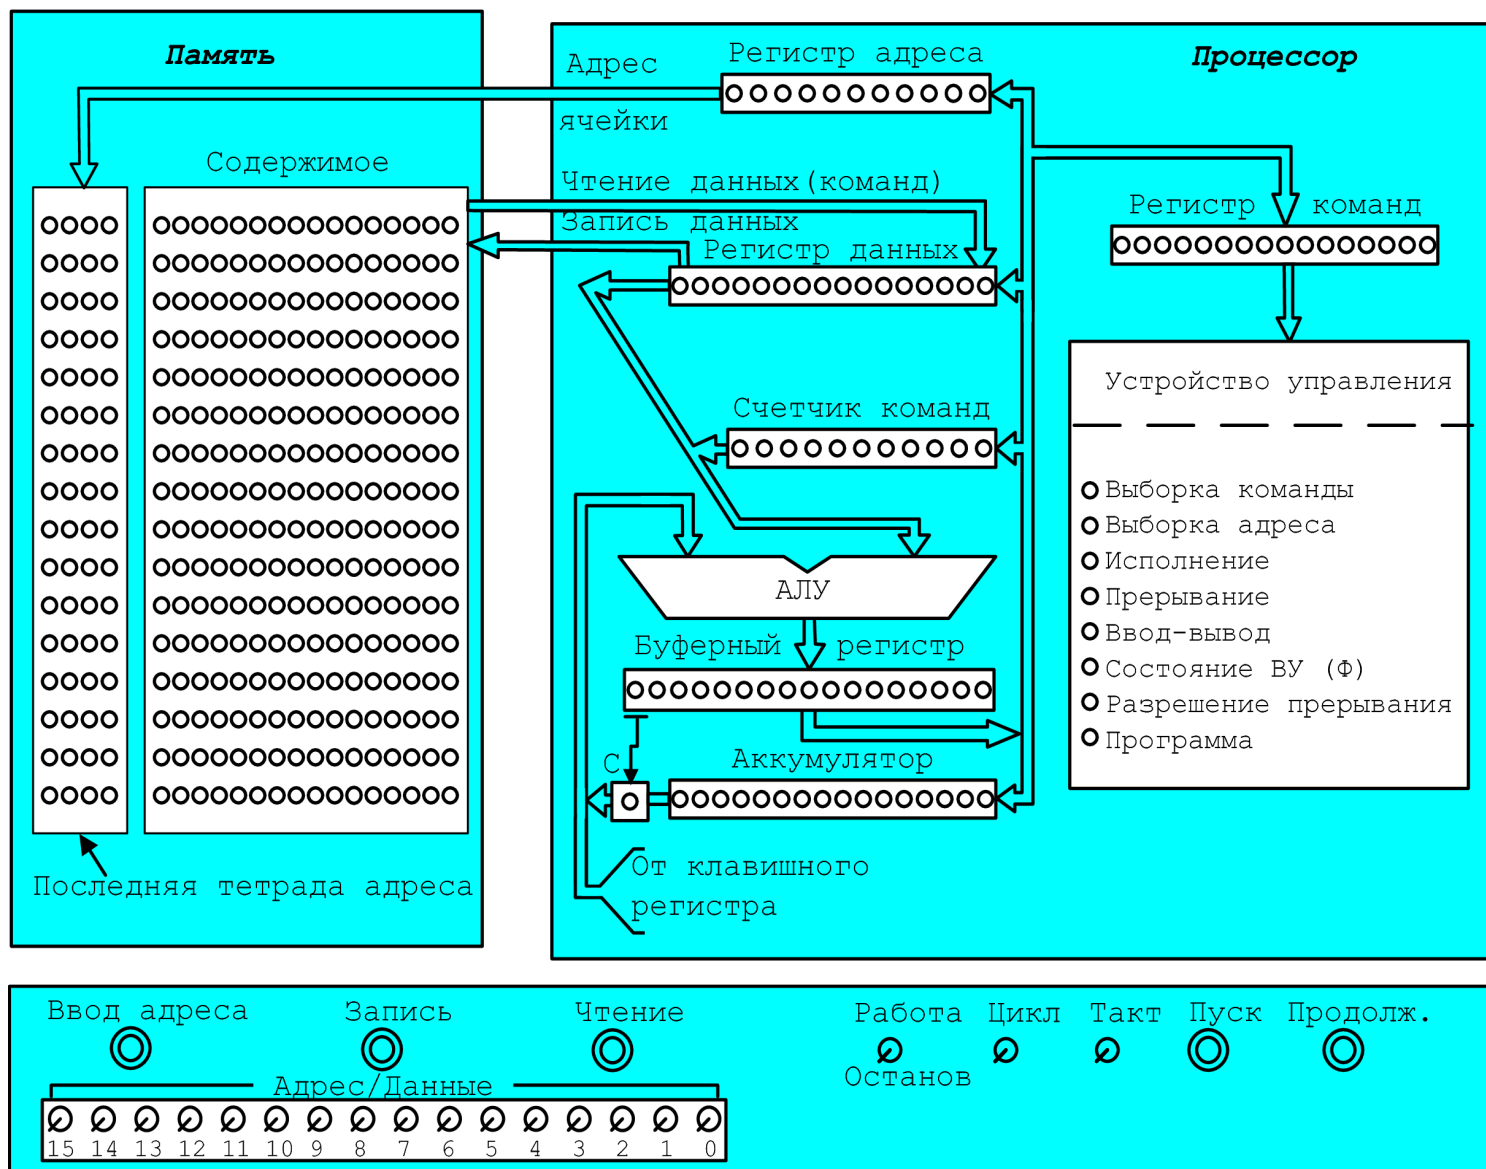 Память
Содержимое
Последняя тетрада адреса
Процессор
Адрес
ячейки
Регистр адреса
Чтение данных(команд)
Запись данных
Регистр данных
Регистр команд
Счетчик команд
АЛУ
Буферный регистр
С
Аккумулятор
От клавишного
регистра
Устройство управления
Выборка команды
Выборка адреса
Исполнение
Прерывание
Ввод-вывод
Состояние ВУ (Ф)
Разрешение прерывания
Программа
Ввод адреса Запись Чтение
Работа Цикл Такт Пуск Продолж.
Останов
Адрес/Данные
15 14 13 12 11 10 9 8 7 6 5 4 3 2 1 0